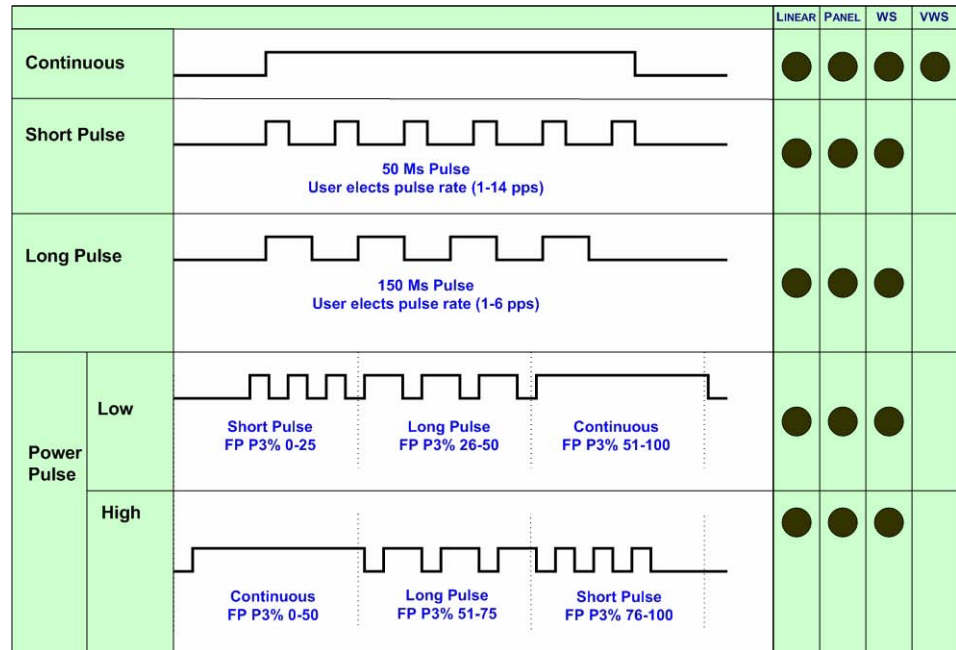 LINEAR PANEL WS VWS
Continuous
Short Pulse
50 Ms Pulse
User elects pulse rate (1-14 pps)
Long Pulse
150 Ms Pulse
User elects pulse rate (1-6 pps)
Power
Pulse
Low
Short Pulse
FP P3% 0-25
Long Pulse
FP P3% 26-50
Continuous
FP P3% 51-100
High
Continuous
FP P3% 0-50
Long Pulse
FP P3% 51-75
Short Pulse
FP P3% 76-100